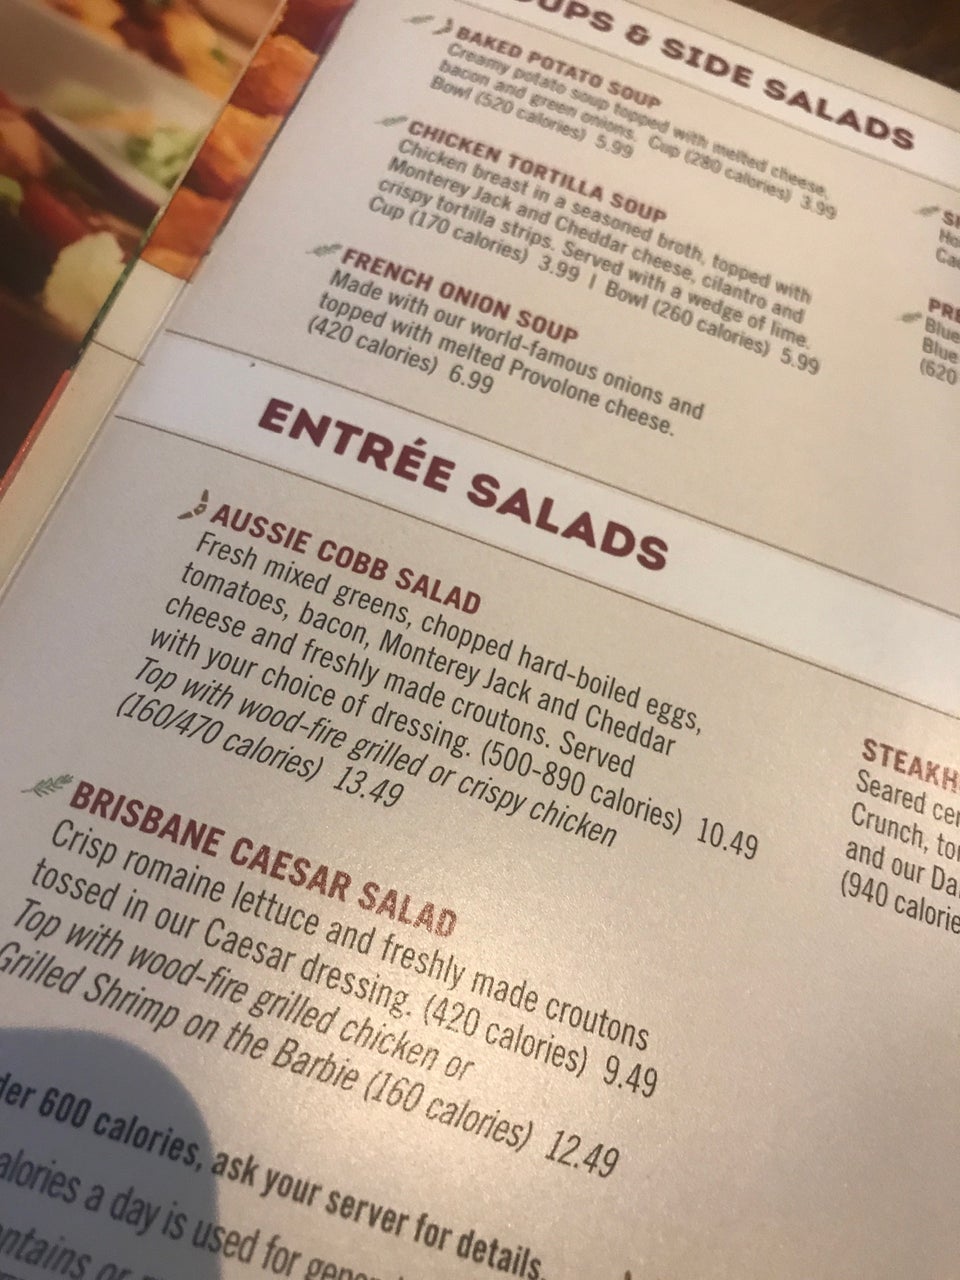 UPS & SIDE SALADS
BAKED POTATO SOUP
Creamy potato soup topped with melted cheese,
bacon and green onions. Cup (280 calories) 3.99
Bowl (520 calories) 5.99
CHICKEN TORTILLA SOUP
Chicken breast in a seasoned broth, topped with
Monterey Jack and Cheddar cheese, cilantro and
crispy tortilla strips. Served with a wedge of lime.
Cup (170 calories) 3.99 | Bowl (260 calories) 5.99
FRENCH ONION SOUP
Made with our world-famous onions and
topped with melted Provolone cheese.
(420 calories) 6.99
PRE
Blue
Blue
(620
ENTRÉE SALADS
AUSSIE COBB SALAD
Fresh mixed greens, chopped hard-boiled eggs,
tomatoes, bacon, Monterey Jack and Cheddar
cheese and freshly made croutons. Served
with your choice of dressing. (500-890 calories) 10.49
Top with wood-fire grilled or crispy chicken
(160/470 calories) 13.49
BRISBANE CAESAR SALAD
Crisp romaine lettuce and freshly made croutons
tossed in our Caesar dressing. (420 calories) 9.49
Top with wood-fire grilled chicken or
Grilled Shrimp on the Barbie (160 calories) 12.49
STEAKH
Seared cen
Crunch, to
and our Da
(940 calorie
der 600 calories, ask your server for details.
alories a day is used for gene
ntains or